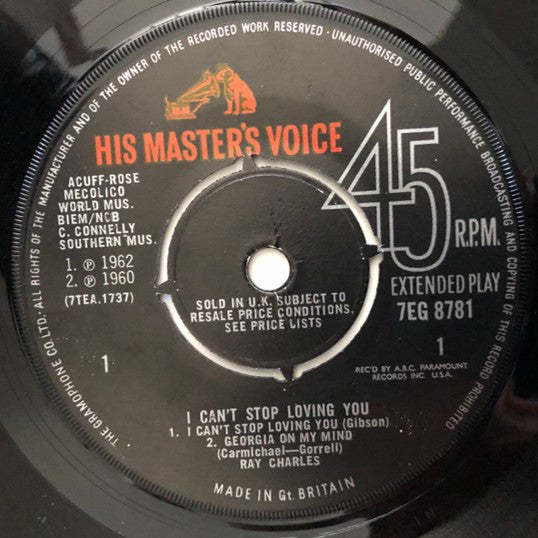 ALL RIGHTS OF THE MANUFACTURER AND OF THE OWNER OF THE RECORDED WORK RESERVED · UNAUTHORISED PUBLIC PERFORMANCE BROADCASTING AND COPYING OF THIS RECORD PROHIBITED
THE GRAMOPHONE CO. LTD.
HIS MASTER'S VOICE
45 R.P.M.
EXTENDED PLAY
7EG 8781
ACUFF-ROSE
MECOLICO
WORLD MUS.
BIEM/NCB
C. CONNELLY
SOUTHERN MUS.
1. ℗ 1962
2. ℗ 1960
(7TEA.1737)
SOLD IN U.K. SUBJECT TO
RESALE PRICE CONDITIONS,
SEE PRICE LISTS
1
1
REC'D BY A.B.C. PARAMOUNT
RECORDS INC. U.S.A.
I CAN'T STOP LOVING YOU
1. I CAN'T STOP LOVING YOU (Gibson)
2. GEORGIA ON MY MIND
(Carmichael—Gorrell)
RAY CHARLES
MADE IN Gt. BRITAIN